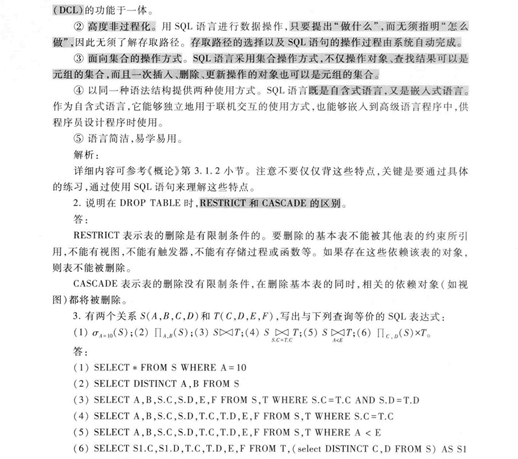 (DCL)的功能于一体。
② 高度非过程化。用 SQL 语言进行数据操作,只要提出“做什么”,而无须指明“怎么
做”,因此无须了解存取路径。存取路径的选择以及 SQL 语句的操作过程由系统自动完成。
③ 面向集合的操作方式。SQL 语言采用集合操作方式,不仅操作对象、查找结果可以是
元组的集合,而且一次插入、删除、更新操作的对象也可以是元组的集合。
④ 以同一种语法结构提供两种使用方式。SQL 语言既是自含式语言,又是嵌入式语言。
作为自含式语言,它能够独立地用于联机交互的使用方式,也能够嵌入到高级语言程序中,供
程序员设计程序时使用。
⑤ 语言简洁,易学易用。
解析:
详细内容可参考《概论》第 3.1.2 小节。注意不要仅仅背这些特点,关键是要通过具体
的练习,通过使用 SQL 语句来理解这些特点。
2. 说明在 DROP TABLE 时,RESTRICT 和 CASCADE 的区别。
答:
RESTRICT 表示表的删除是有限制条件的。要删除的基本表不能被其他表的约束所引
用,不能有视图,不能有触发器,不能有存储过程或函数等。如果存在这些依赖该表的对象,
则表不能被删除。
CASCADE 表示表的删除没有限制条件,在删除基本表的同时,相关的依赖对象(如视
图)都将被删除。
3. 有两个关系 S(A,B,C,D)和 T(C,D,E,F),写出与下列查询等价的 SQL 表达式:
(1) σ_{A=10}(S);(2) ∏_{A,B}(S);(3) S⋈T;(4) S ⋈_{S.C=T.C} T;(5) S ⋈_{A<E} T;(6) ∏_{C,D}(S)×T。
答:
(1) SELECT * FROM S WHERE A = 10
(2) SELECT DISTINCT A,B FROM S
(3) SELECT A,B,S.C,S.D,E,F FROM S,T WHERE S.C = T.C AND S.D = T.D
(4) SELECT A,B,S.C,S.D,T.C,T.D,E,F FROM S,T WHERE S.C = T.C
(5) SELECT A,B,S.C,S.D,T.C,T.D,E,F FROM S,T WHERE A < E
(6) SELECT S1.C,S1.D,T.C,T.D,E,F FROM T,(select DISTINCT C,D FROM S) AS S1